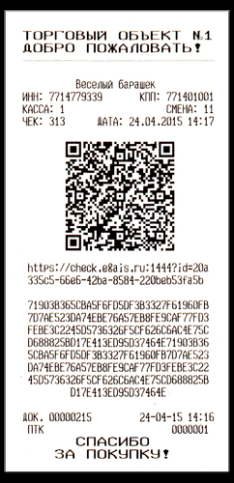 ТОРГОВЫЙ ОБЪЕКТ №1
ДОБРО ПОЖАЛОВАТЬ!
Веселый барашек
ИНН: 7714779339 КПП: 771401001
КАССА: 1 СМЕНА: 11
ЧЕК: 313 ДАТА: 24.04.2015 14:17
https://check.egais.ru:1444?id=20a
335c5-66e6-42ba-8584-220beb53fa5b
71903B365CBA5F6FD5DF3B3327F61960FB
7D7AE523DA74EBE76A57EB8FE9CAF77FD3
FEBE3C2245D5736326F5CF626C6AC4E75C
D688825BD17E413ED95D37464E71903B36
5CBA5F6FD5DF3B3327F61960FB7D7AE523
DA74EBE76A57EB8FE9CAF77FD3FEBE3C22
45D5736326F5CF626C6AC4E75CD688825B
D17E413ED95D37464E
ДОК. 00000215 24-04-15 14:16
ПТК 0000001
СПАСИБО
ЗА ПОКУПКУ!